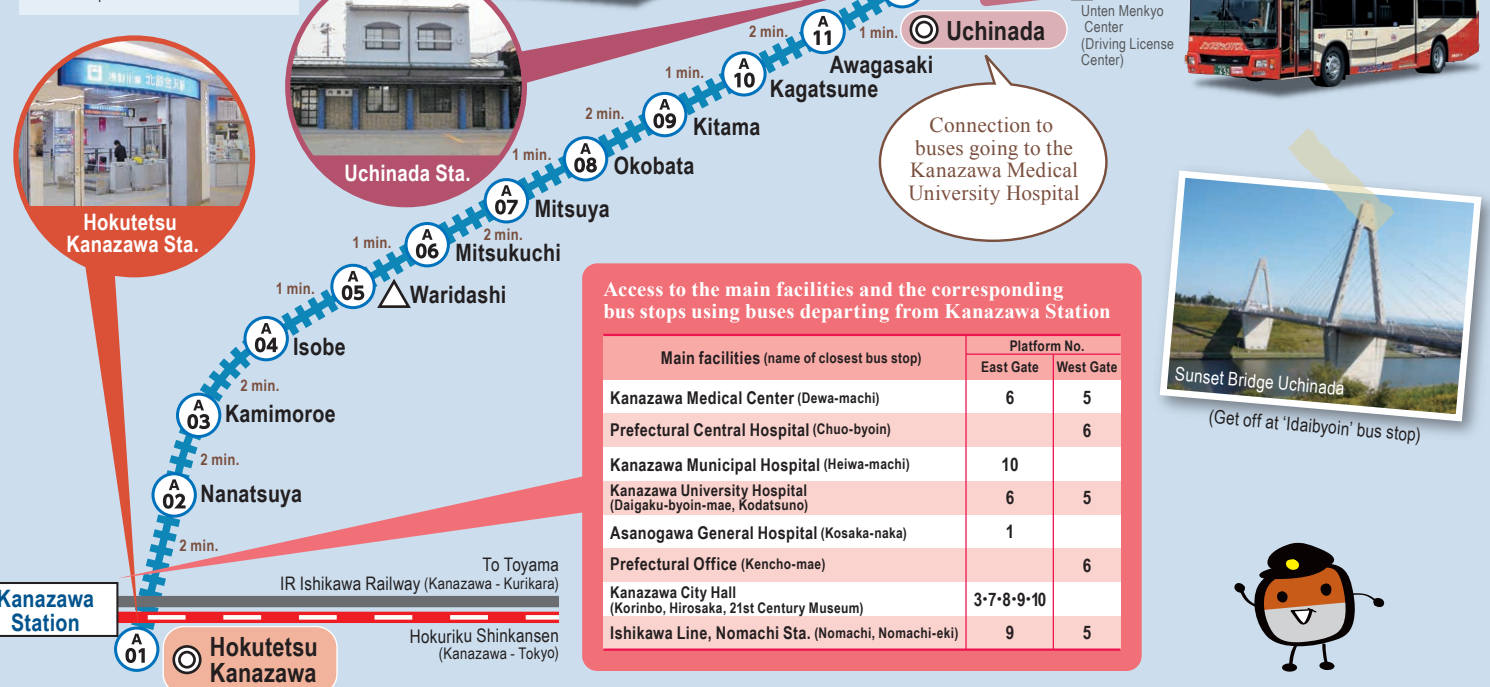 Unten Menkyo
Center
(Driving License
Center)
Uchinada
A
11
Awagasaki
1 min.
2 min.
A
10
Kagatsume
1 min.
A
09
Kitama
2 min.
A
08
Okobata
1 min.
A
07
Mitsuya
2 min.
A
06
Mitsukuchi
1 min.
A
05
Waridashi
1 min.
A
04
Isobe
2 min.
A
03
Kamimoroe
2 min.
A
02
Nanatsuya
2 min.
A
01
Hokutetsu
Kanazawa
Kanazawa
Station
To Toyama
IR Ishikawa Railway (Kanazawa - Kurikara)
Hokuriku Shinkansen
(Kanazawa - Tokyo)
北鉄金沢駅
Hokutetsu
Kanazawa Sta.
Uchinada Sta.
Connection to
buses going to the
Kanazawa Medical
University Hospital
Access to the main facilities and the corresponding
bus stops using buses departing from Kanazawa Station
Main facilities (name of closest bus stop) Platform No.
East Gate West Gate
Kanazawa Medical Center (Dewa-machi) 6 5
Prefectural Central Hospital (Chuo-byoin) 6
Kanazawa Municipal Hospital (Heiwa-machi) 10
Kanazawa University Hospital
(Daigaku-byoin-mae, Kodatsuno) 6 5
Asanogawa General Hospital (Kosaka-naka) 1
Prefectural Office (Kencho-mae) 6
Kanazawa City Hall
(Korinbo, Hirosaka, 21st Century Museum) 3•7•8•9•10
Ishikawa Line, Nomachi Sta. (Nomachi, Nomachi-eki) 9 5
Sunset Bridge Uchinada
(Get off at ‘Idaibyoin’ bus stop)